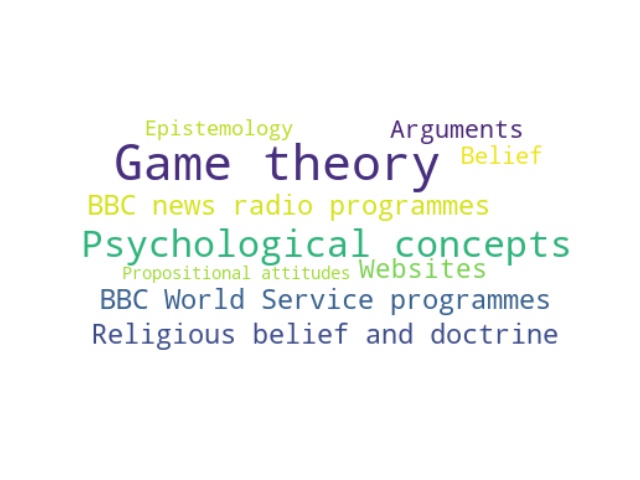 Epistemology
Arguments
Game theory
Belief
BBC news radio programmes
Psychological concepts
Propositional attitudes
Websites
BBC World Service programmes
Religious belief and doctrine